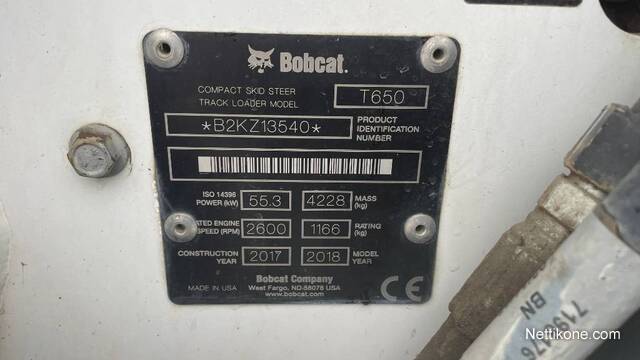 Bobcat.
COMPACT SKID STEER
TRACK LOADER MODEL
T650
*B2KZ13540*
PRODUCT
IDENTIFICATION
NUMBER
ISO 14396
POWER (kW)
55.3
4228
MASS
(kg)
ATED ENGINE
SPEED (RPM)
2600
1166
RATING
(kg)
CONSTRUCTION
YEAR
2017
2018
MODEL
YEAR
Bobcat Company
West Fargo, ND 58078 USA
www.bobcat.com
MADE IN USA
CE
BN
Nettikone.com